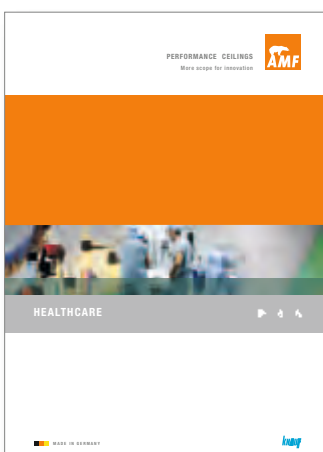 PERFORMANCE CEILINGS
More scope for innovation
AMF
HEALTHCARE
MADE IN GERMANY
knauf